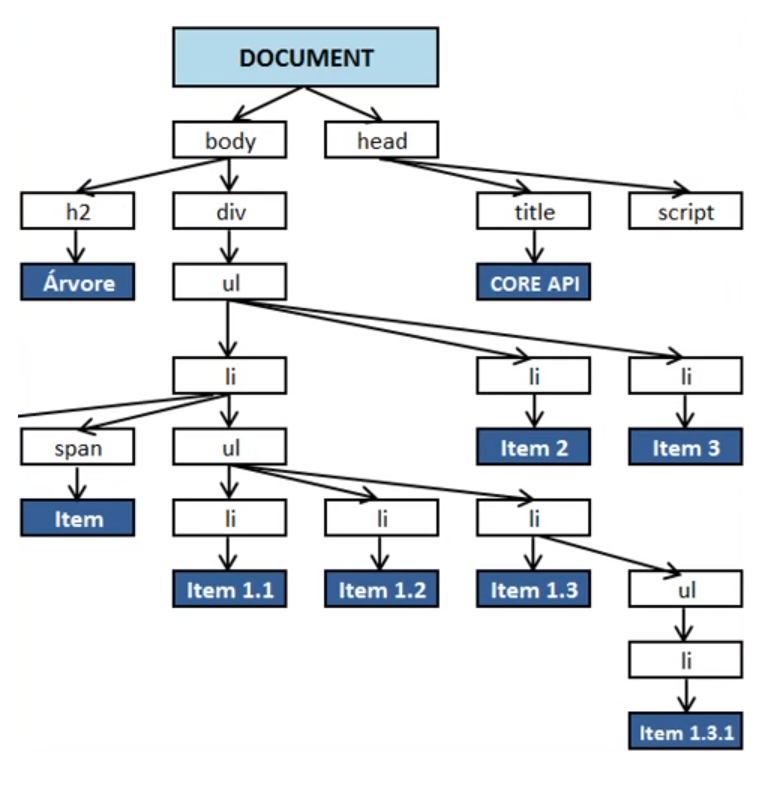 DOCUMENT
body head
h2 div title script
Árvore ul CORE API
li li li
span ul Item 2 Item 3
Item li li li
Item 1.1 Item 1.2 Item 1.3 ul
li
Item 1.3.1